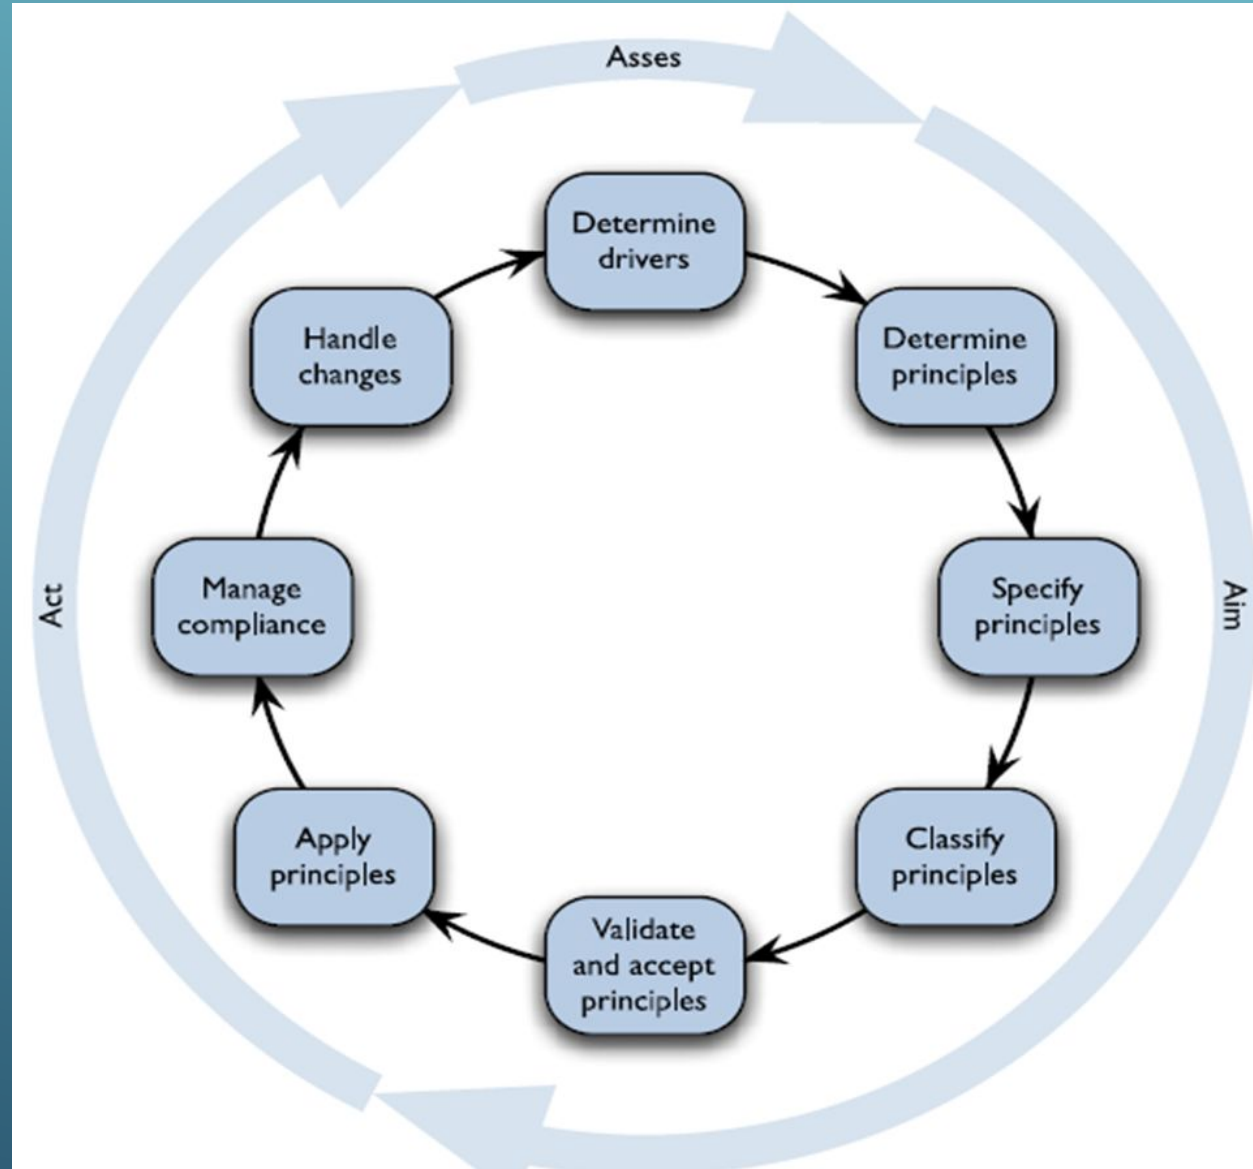 Asses
Determine
drivers
Determine
principles
Specify
principles
Classify
principles
Validate
and accept
principles
Apply
principles
Manage
compliance
Handle
changes
Aim
Act